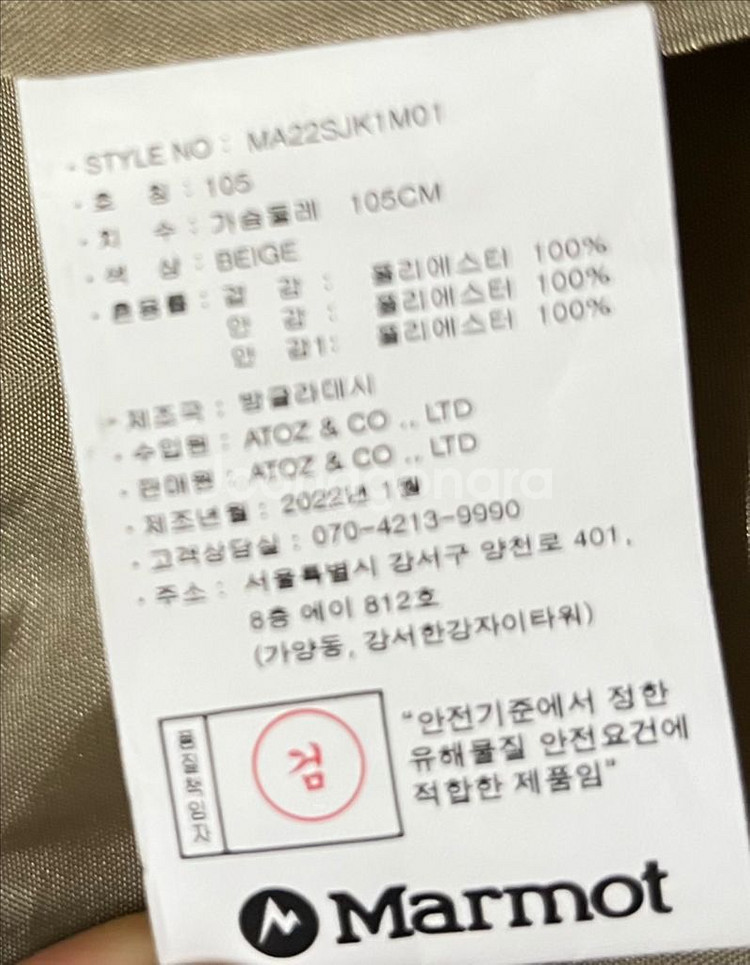 · STYLE NO : MA22SJK1M01
· 호 칭 : 105
· 치 수 : 가슴둘레 105CM
· 색 상 : BEIGE
· 혼용률 : 겉 감 : 폴리에스터 100%
안 감 : 폴리에스터 100%
안 감1: 폴리에스터 100%
· 제조국 : 방글라데시
· 수입원 : ATOZ & CO ., LTD
· 판매원 : ATOZ & CO ., LTD
· 제조년월 : 2022년 1월
· 고객상담실 : 070-4213-9990
· 주소 : 서울특별시 강서구 양천로 401,
8층 에이 812호
(가양동, 강서한강자이타워)
품질책임자
검
"안전기준에서 정한
유해물질 안전요건에
적합한 제품임"
Marmot